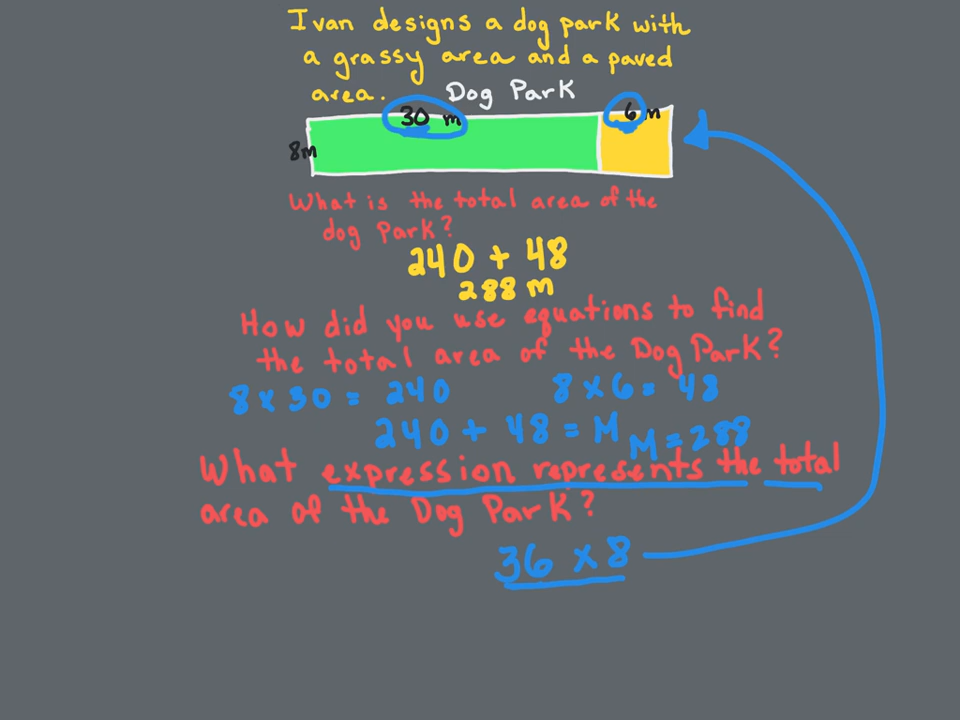 Ivan designs a dog park with
a grassy area and a paved
area. Dog Park
30 m 6 m
8m
What is the total area of the
dog Park?
240 + 48
288 m
How did you use equations to find
the total area of the Dog Park?
8 x 30 = 240 8 x 6 = 48
240 + 48 = M M = 288
What expression represents the total
area of the Dog Park?
36 x 8